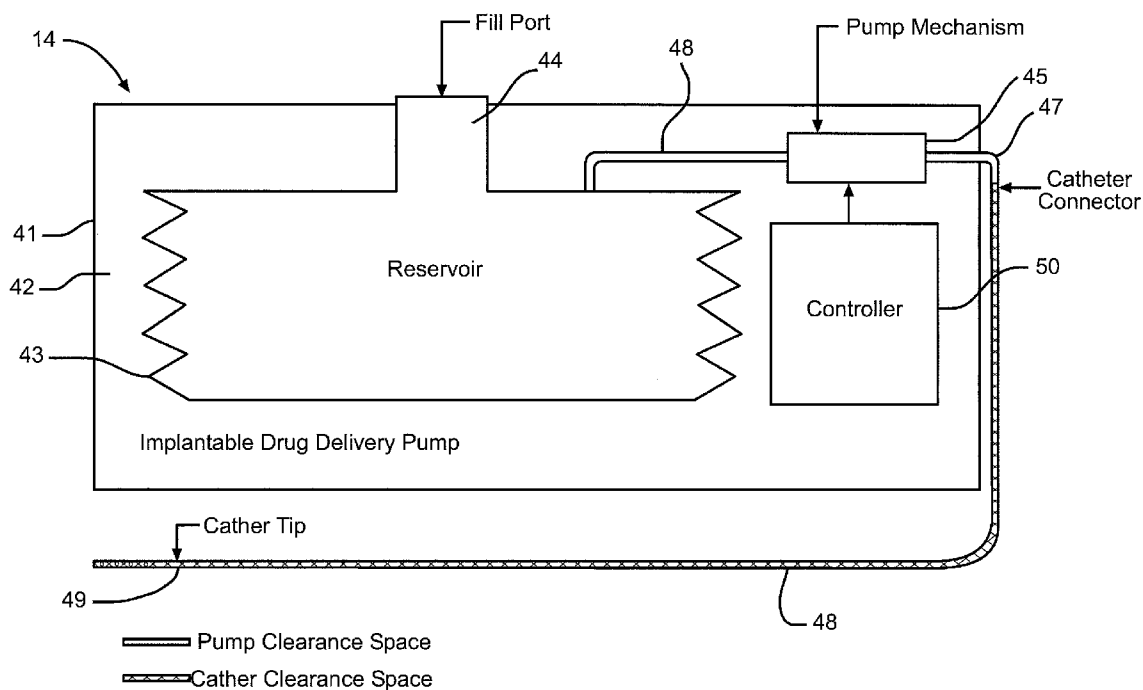 Fill Port
Pump Mechanism
14
48
44
45
47
Catheter
Connector
41
42
Reservoir
50
Controller
43
Implantable Drug Delivery Pump
Cather Tip
49
48
Pump Clearance Space
Cather Clearance Space